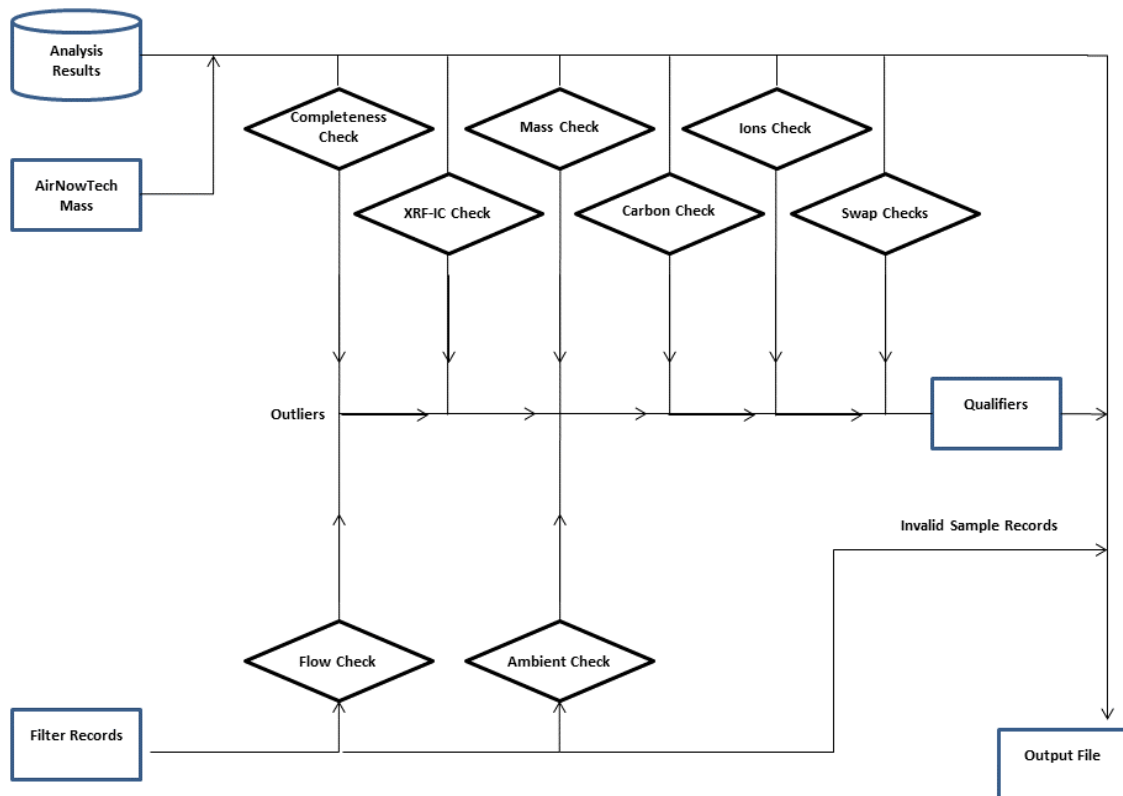 Analysis
Results
Completeness
Check
Mass Check
Ions Check
AirNowTech
Mass
XRF-IC Check
Carbon Check
Swap Checks
Outliers
Qualifiers
Invalid Sample Records
Flow Check
Ambient Check
Filter Records
Output File